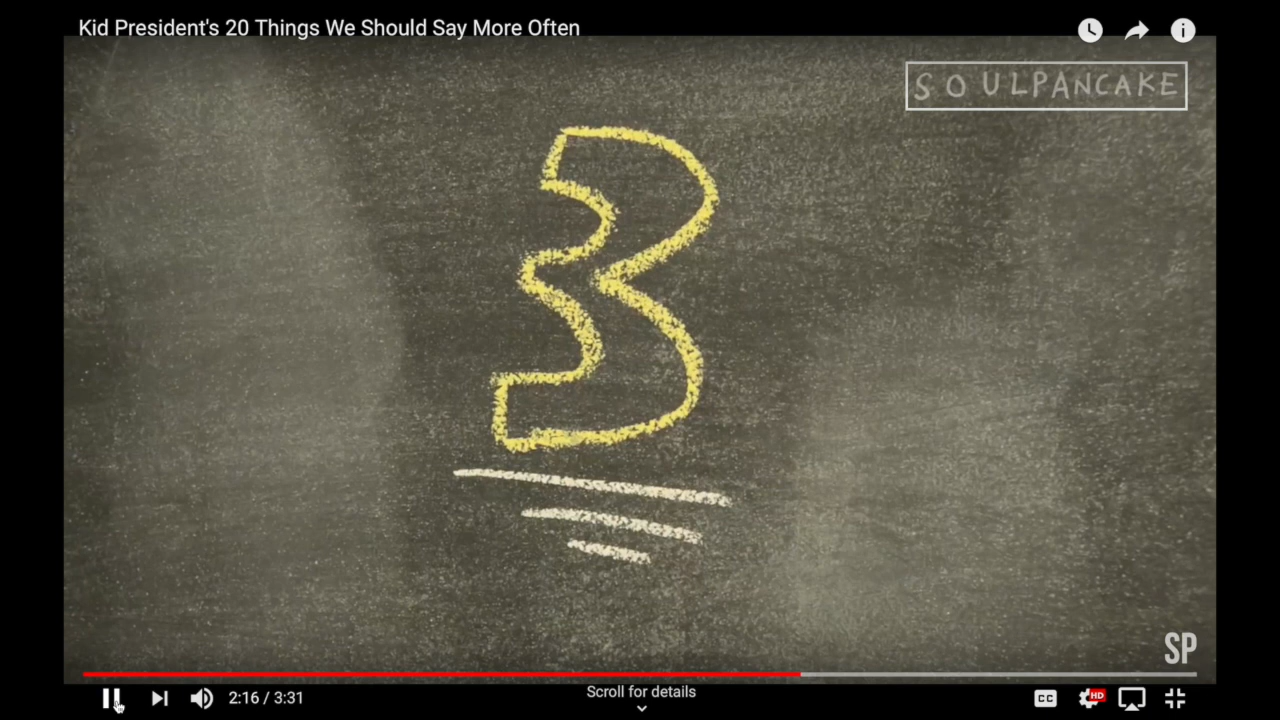 Kid President's 20 Things We Should Say More Often
SOULPANCAKE
3
SP
2:16 / 3:31
Scroll for details
CC
HD